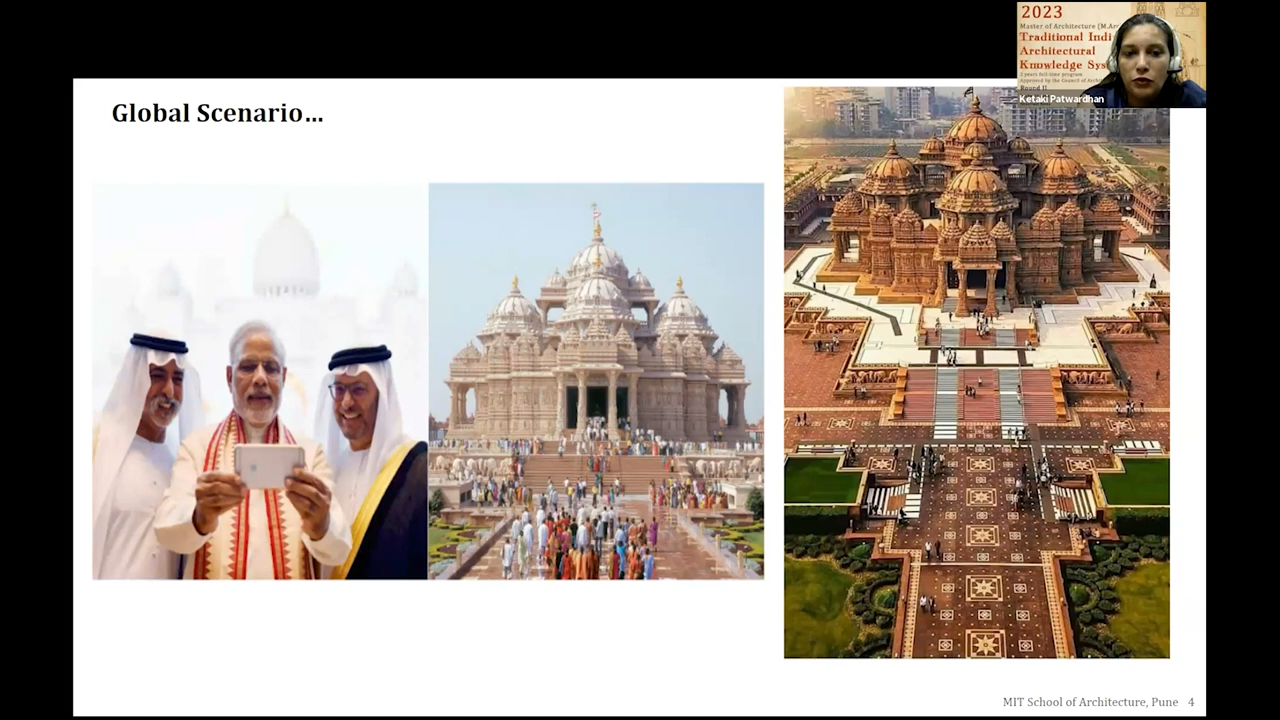 2023
Master of Architecture (M.Arc
Traditional Indi
Architectural
Knowledge Sys
2 years full-time program
Approved by the Council of Archit
Round II
Ketaki Patwardhan
Global Scenario...
MIT School of Architecture, Pune 4